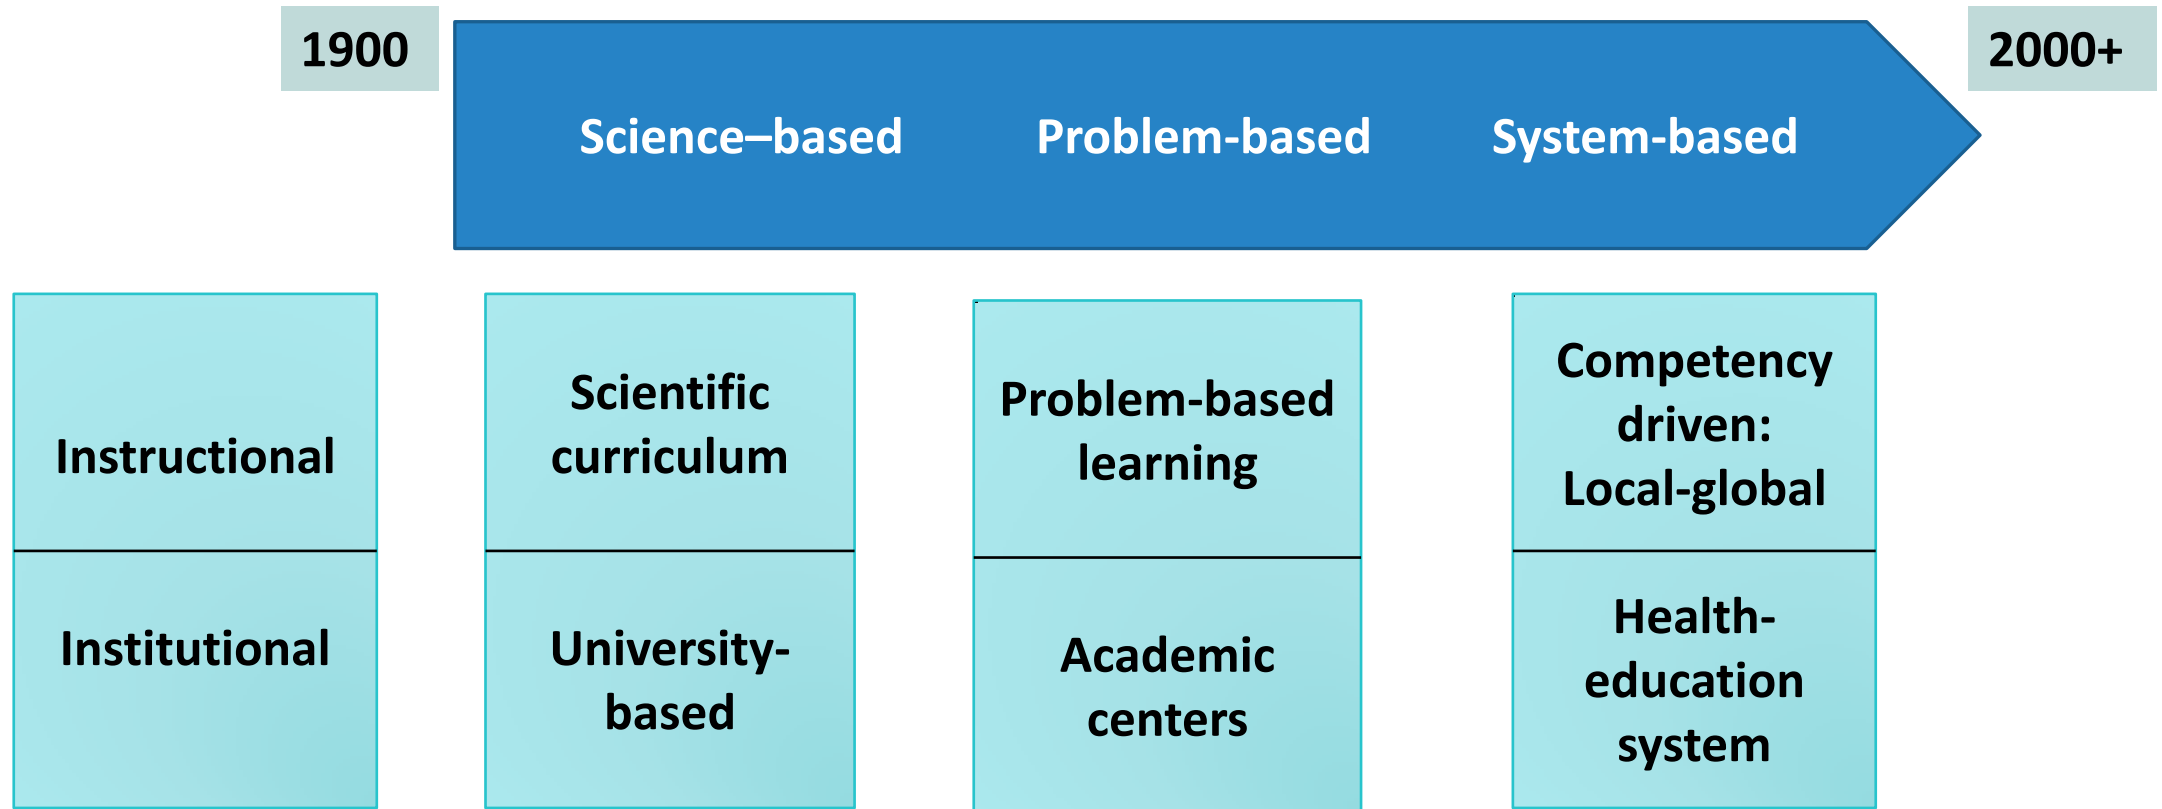 1900
2000+
Science–based
Problem-based
System-based
Instructional
Institutional
Scientific
curriculum
University-
based
Problem-based
learning
Academic
centers
Competency
driven:
Local-global
Health-
education
system